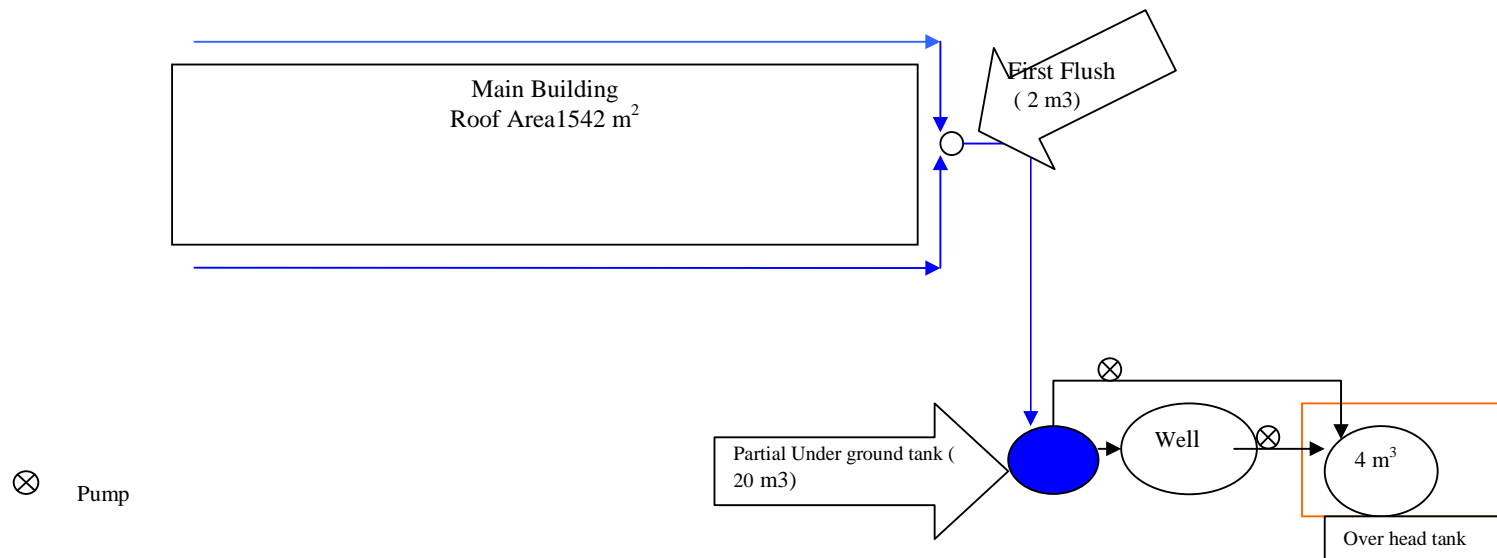 Main Building
Roof Area1542 m²
First Flush
( 2 m3)
Partial Under ground tank (
20 m3)
Well
4 m³
Over head tank
Pump